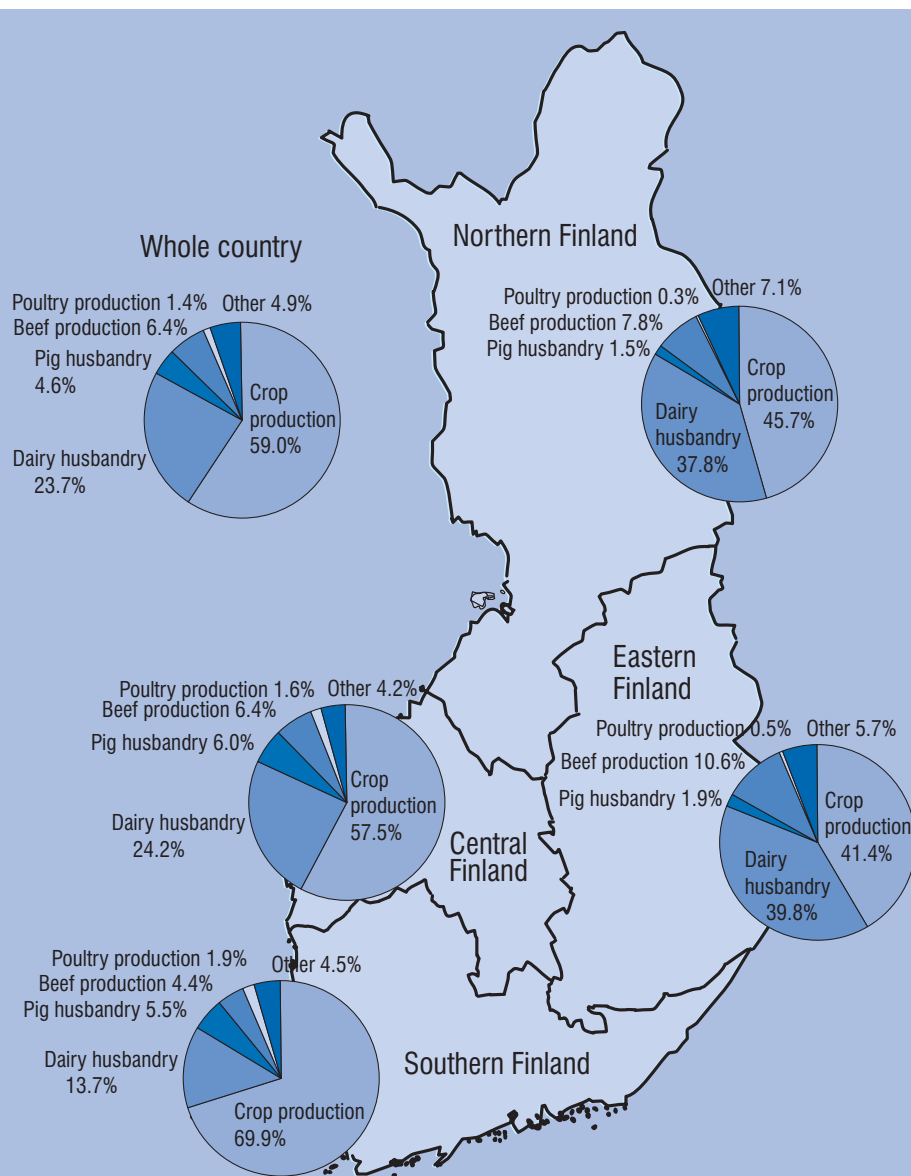 Northern Finland
Whole country
Poultry production 1.4%
Other 4.9%
Beef production 6.4%
Pig husbandry
4.6%
Crop
production
59.0%
Dairy husbandry
23.7%
Poultry production 0.3%
Other 7.1%
Beef production 7.8%
Pig husbandry 1.5%
Crop
production
45.7%
Dairy
husbandry
37.8%
Eastern
Finland
Poultry production 0.5%
Other 5.7%
Beef production 10.6%
Pig husbandry 1.9%
Crop
production
41.4%
Dairy
husbandry
39.8%
Poultry production 1.6%
Other 4.2%
Beef production 6.4%
Pig husbandry 6.0%
Crop
production
57.5%
Dairy husbandry
24.2%
Central
Finland
Poultry production 1.9%
Other 4.5%
Beef production 4.4%
Pig husbandry 5.5%
Dairy husbandry
13.7%
Crop production
69.9%
Southern Finland